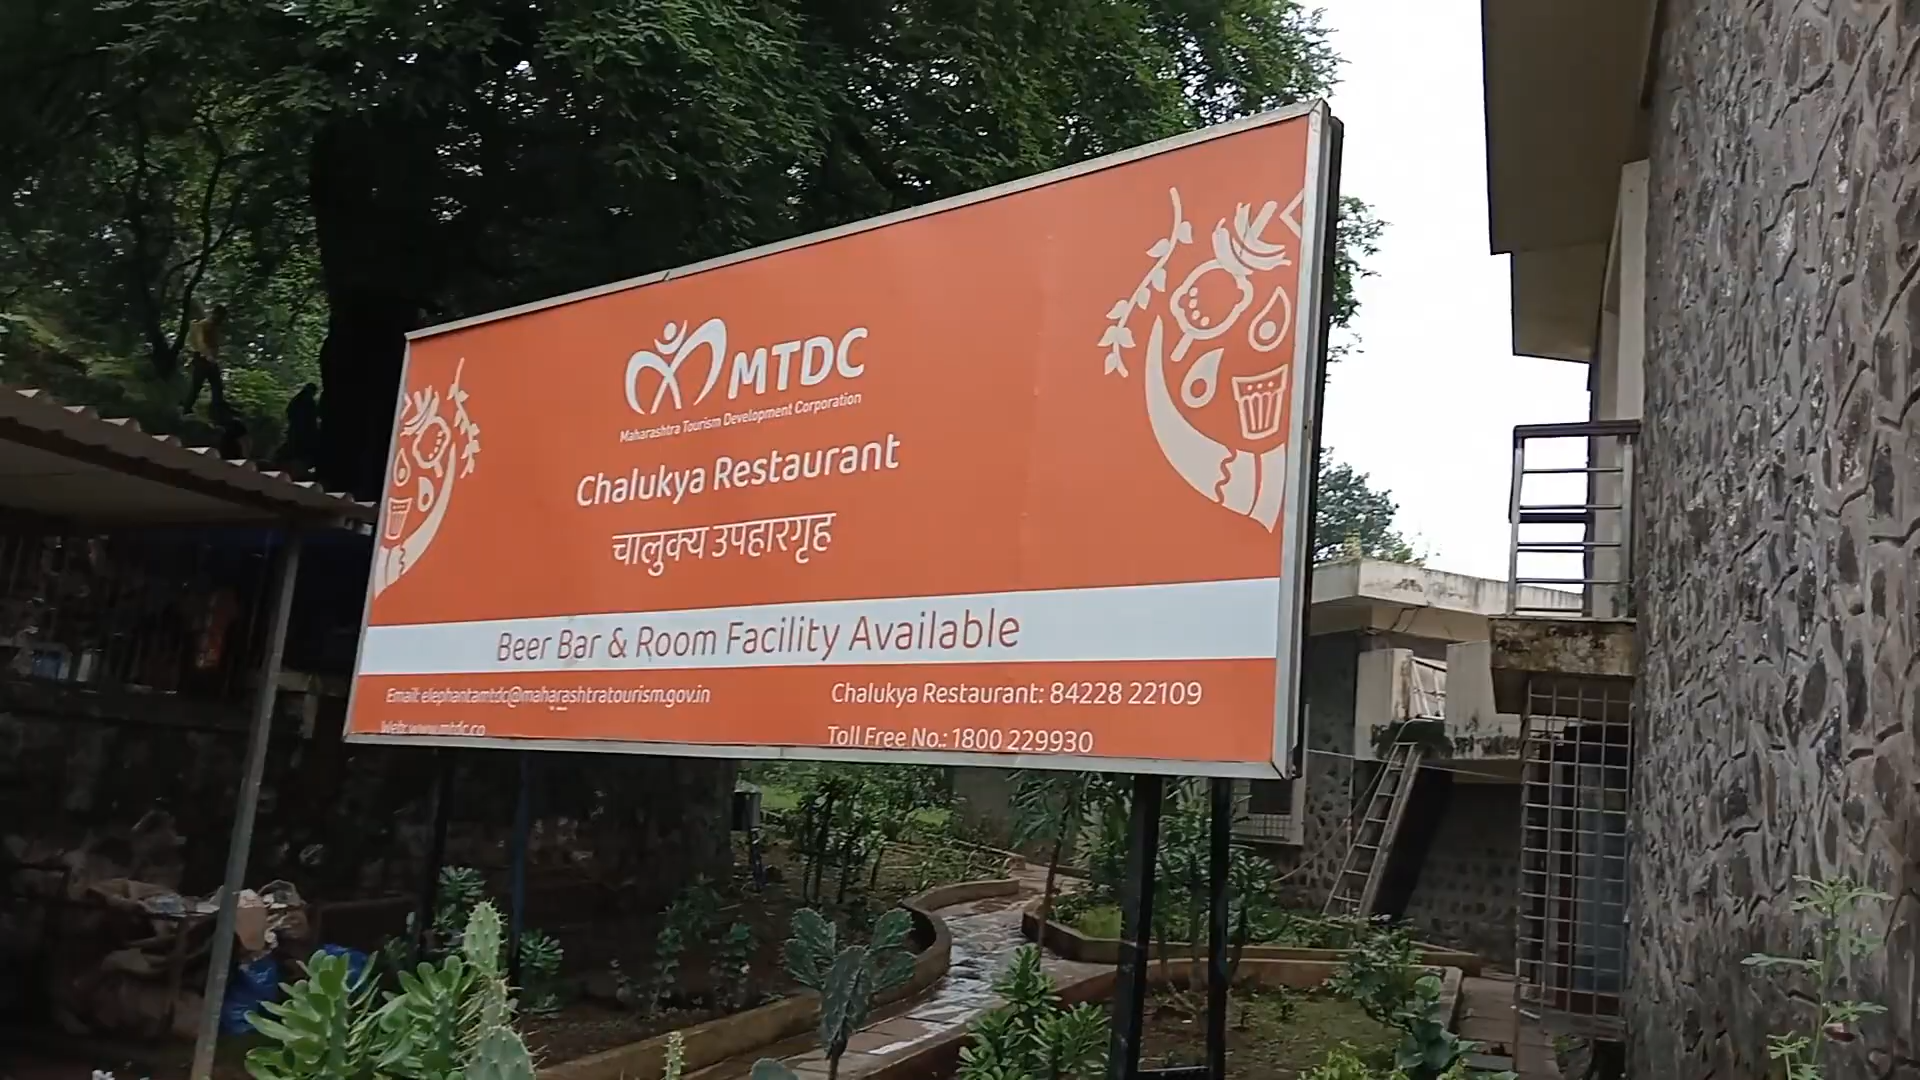 MTDC
Maharashtra Tourism Development Corporation
Chalukya Restaurant
चालुक्य उपहारगृह
Beer Bar & Room Facility Available
Email: elephantamtdc@maharashtratourism.gov.in
Web: www.mtdc.co
Chalukya Restaurant: 84228 22109
Toll Free No.: 1800 229930